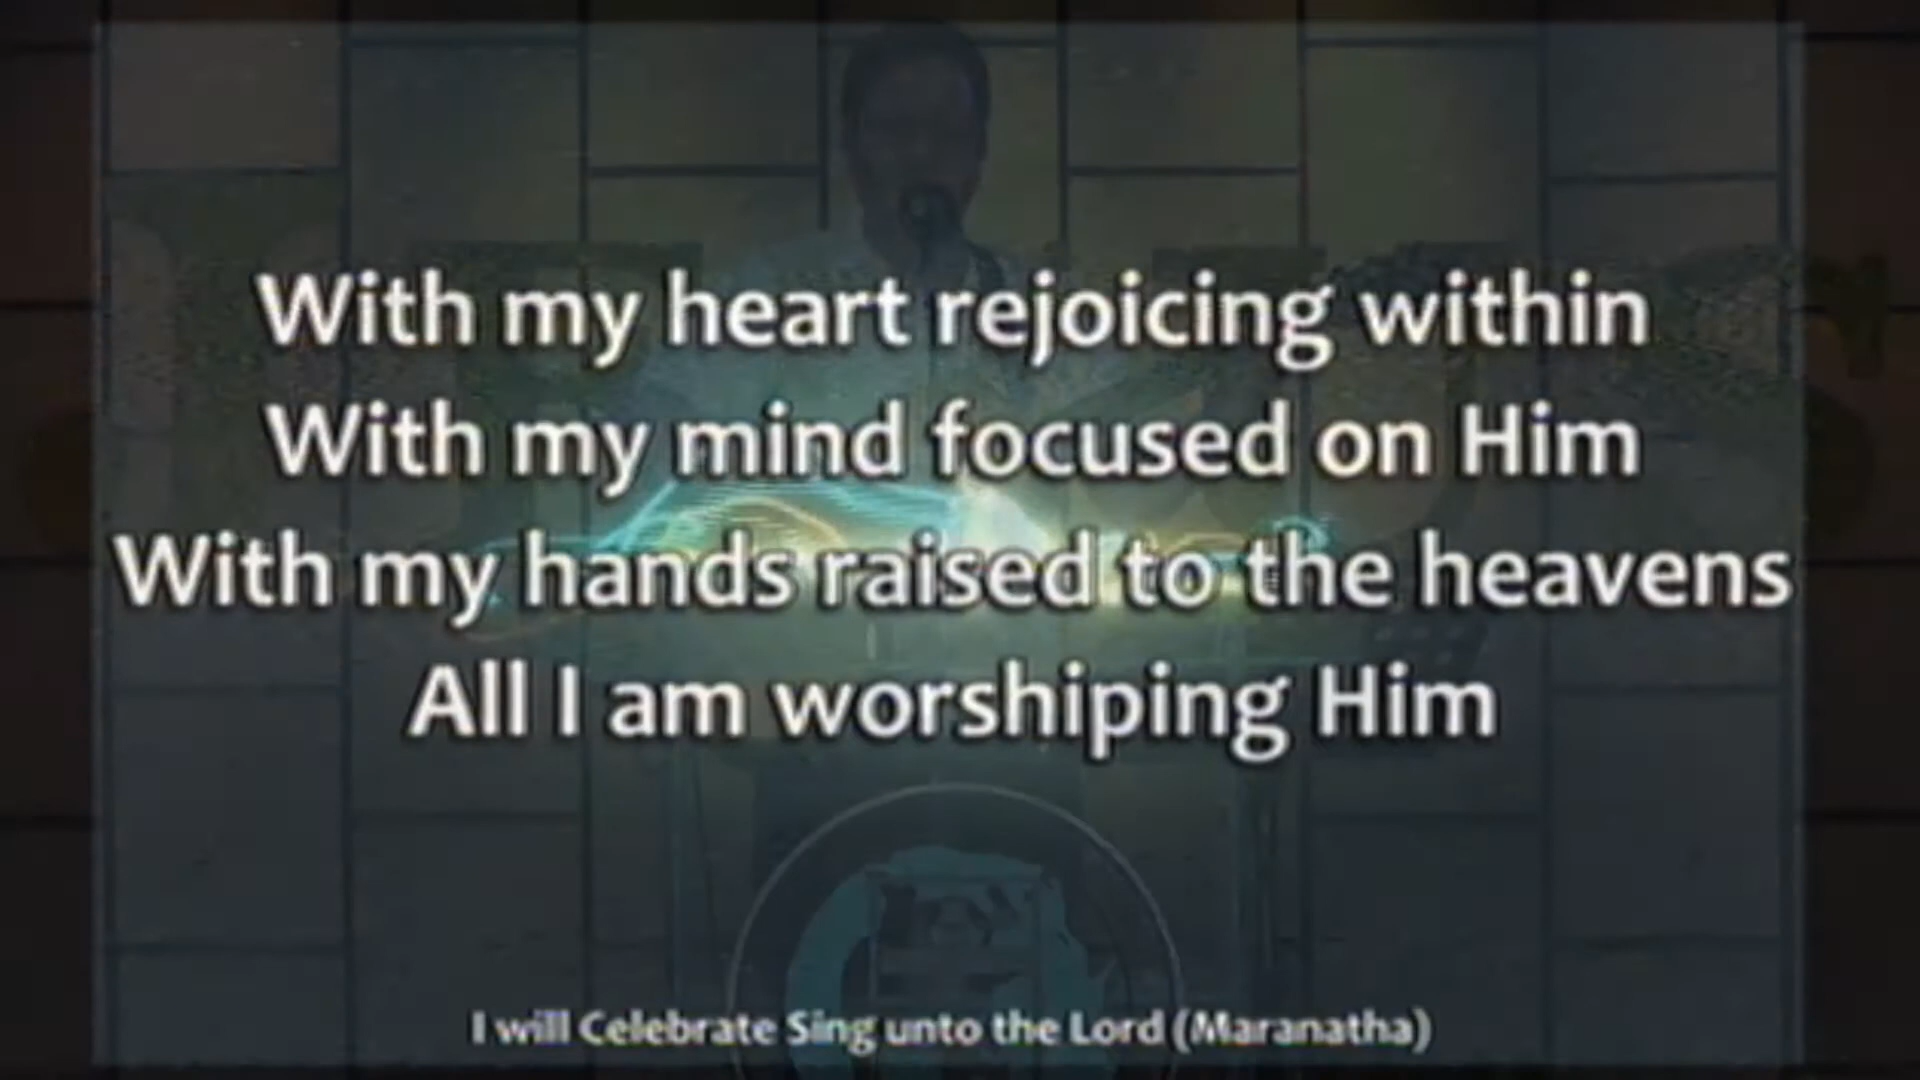 With my heart rejoicing within
With my mind focused on Him
With my hands raised to the heavens
All I am worshiping Him
I will Celebrate Sing unto the Lord (Maranatha)